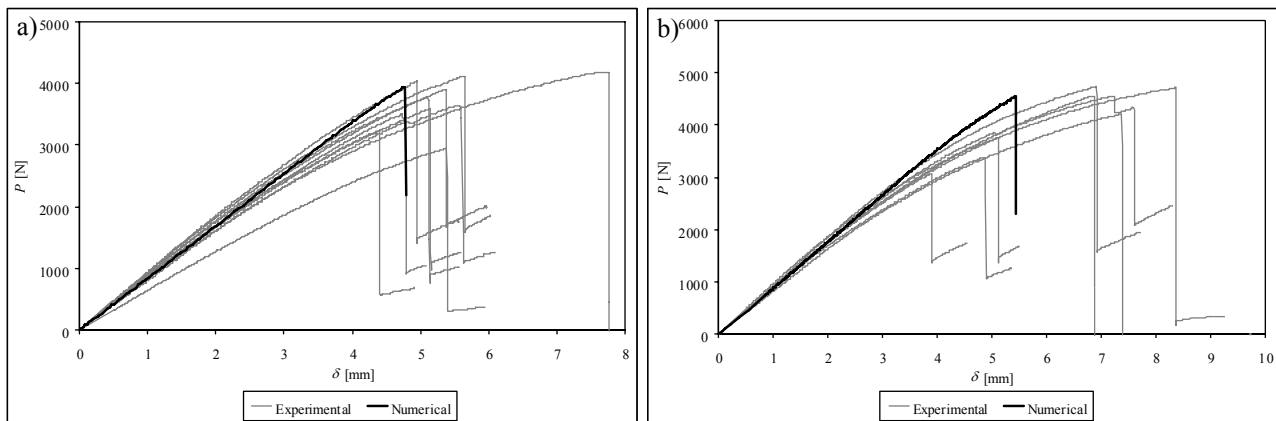 a)
5000
4000
3000
2000
1000
0
P [N]
0 1 2 3 4 5 6 7 8
δ [mm]
Experimental Numerical
b)
6000
5000
4000
3000
2000
1000
0
P [N]
0 1 2 3 4 5 6 7 8 9 10
δ [mm]
Experimental Numerical